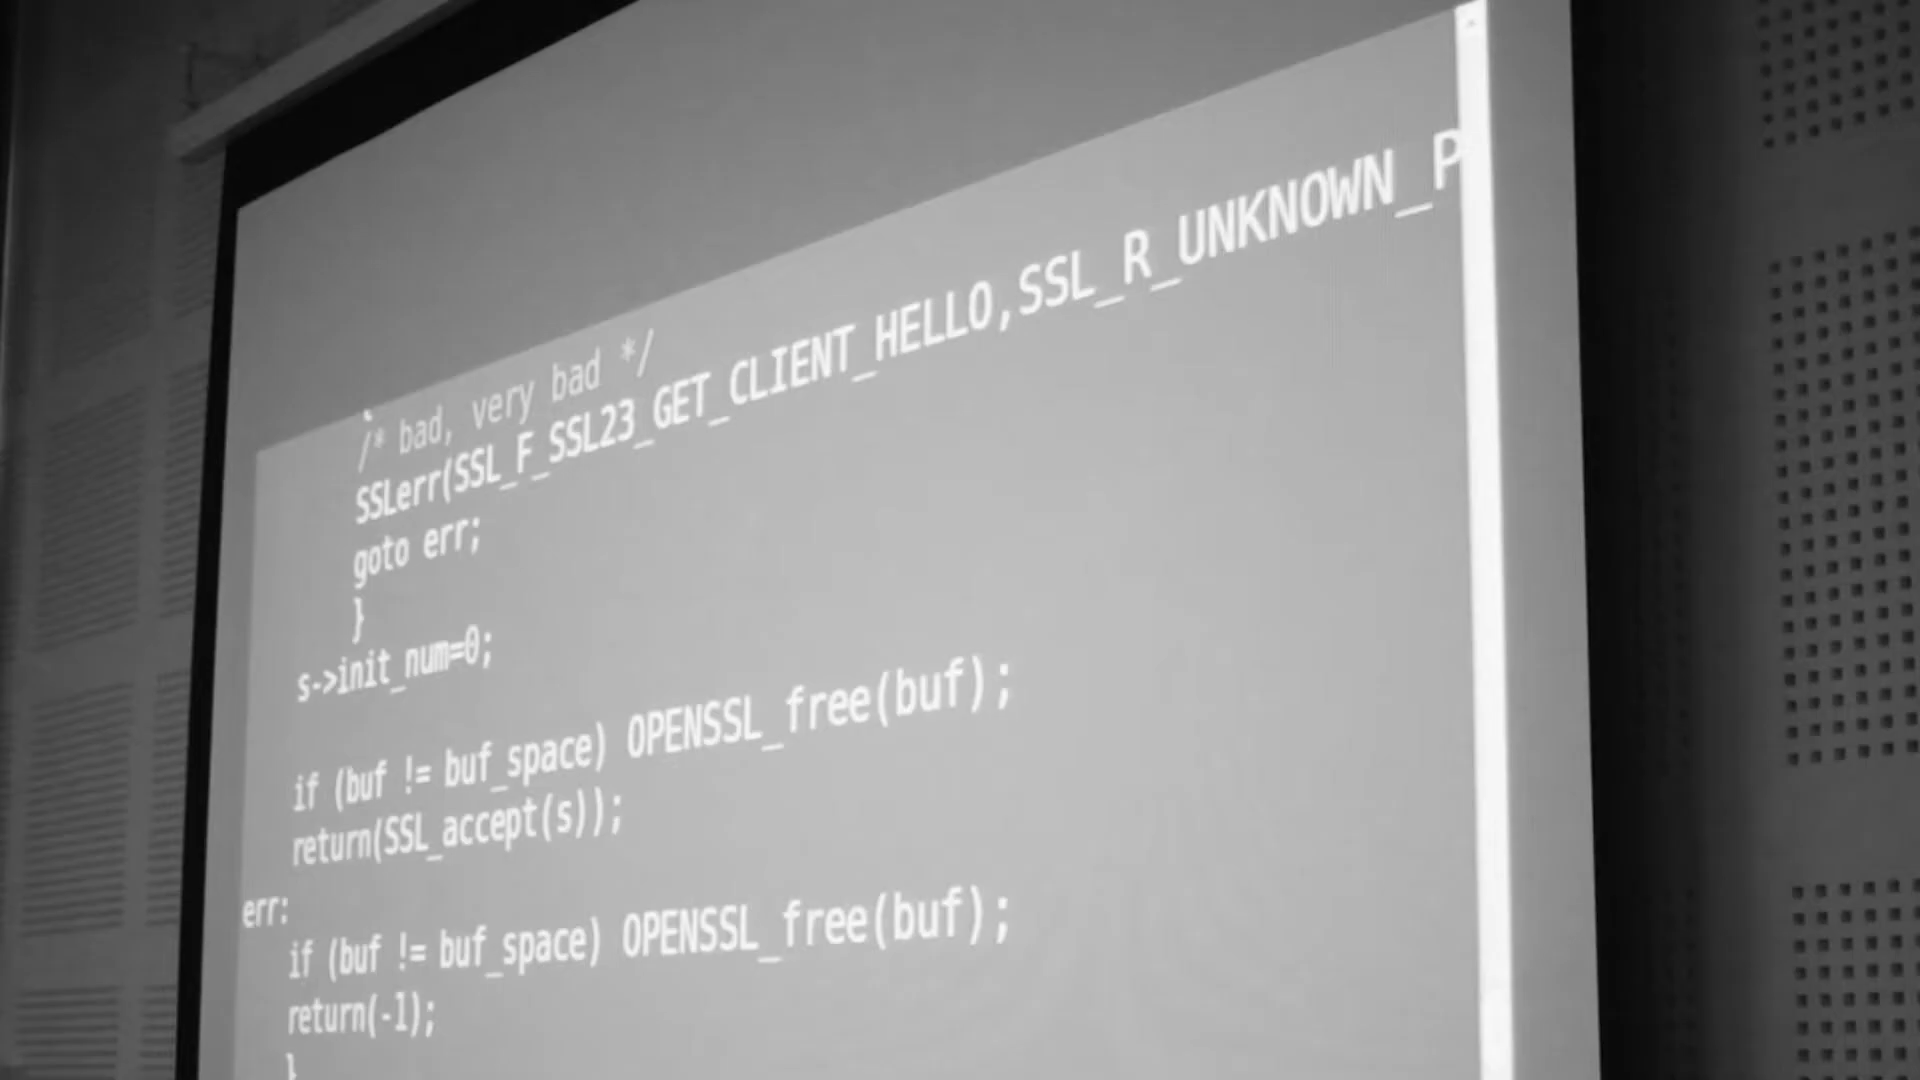 {
/* bad, very bad */
SSLerr(SSL_F_SSL23_GET_CLIENT_HELLO,SSL_R_UNKNOWN_P
goto err;
}
s->init_num=0;
if (buf != buf_space) OPENSSL_free(buf);
return(SSL_accept(s));
err:
if (buf != buf_space) OPENSSL_free(buf);
return(-1);
}